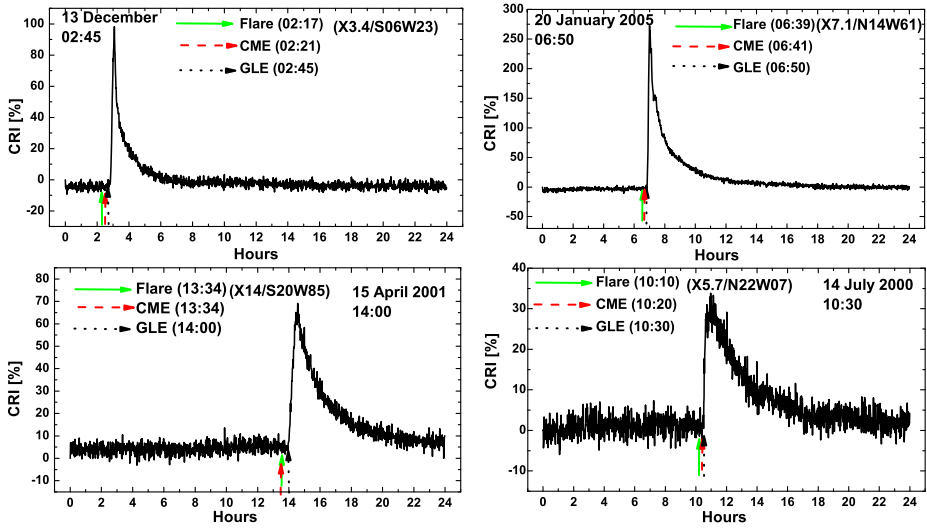 13 December
02:45
Flare (02:17) (X3.4/S06W23)
CME (02:21)
GLE (02:45)
CRI [%]
100
80
60
40
20
0
-20
0 2 4 6 8 10 12 14 16 18 20 22 24
Hours
20 January 2005
06:50
Flare (06:39) (X7.1/N14W61)
CME (06:41)
GLE (06:50)
CRI [%]
300
250
200
150
100
50
0
-50
0 2 4 6 8 10 12 14 16 18 20 22 24
Hours
Flare (13:34) (X14/S20W85)
CME (13:34)
GLE (14:00)
15 April 2001
14:00
CRI [%]
80
70
60
50
40
30
20
10
0
-10
0 2 4 6 8 10 12 14 16 18 20 22 24
Hours
Flare (10:10) (X5.7/N22W07)
CME (10:20)
GLE (10:30)
14 July 2000
10:30
CRI [%]
40
30
20
10
0
-10
0 2 4 6 8 10 12 14 16 18 20 22 24
Hours